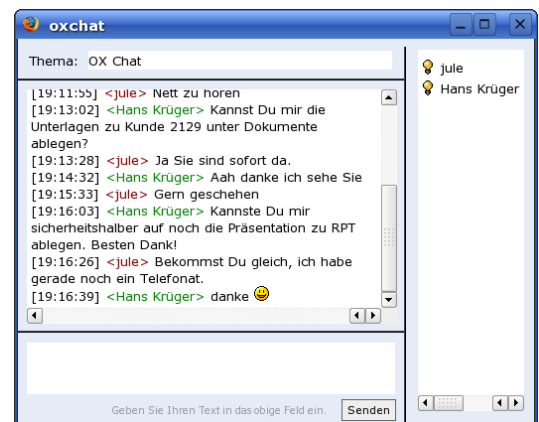 oxchat
Thema: OX Chat
[19:11:55] <jule> Nett zu hören
[19:13:02] <Hans Krüger> Kannst Du mir die
Unterlagen zu Kunde 2129 unter Dokumente
ablegen?
[19:13:28] <jule> Ja Sie sind sofort da.
[19:14:32] <Hans Krüger> Aah danke ich sehe Sie
[19:15:33] <jule> Gern geschehen
[19:16:03] <Hans Krüger> Kannste Du mir
sicherheitshalber auf noch die Präsentation zu RPT
ablegen. Besten Dank!
[19:16:26] <jule> Bekommst Du gleich, ich habe
gerade noch ein Telefonat.
[19:16:39] <Hans Krüger> danke
Geben Sie Ihren Text in das obige Feld ein.
Senden
jule
Hans Krüger